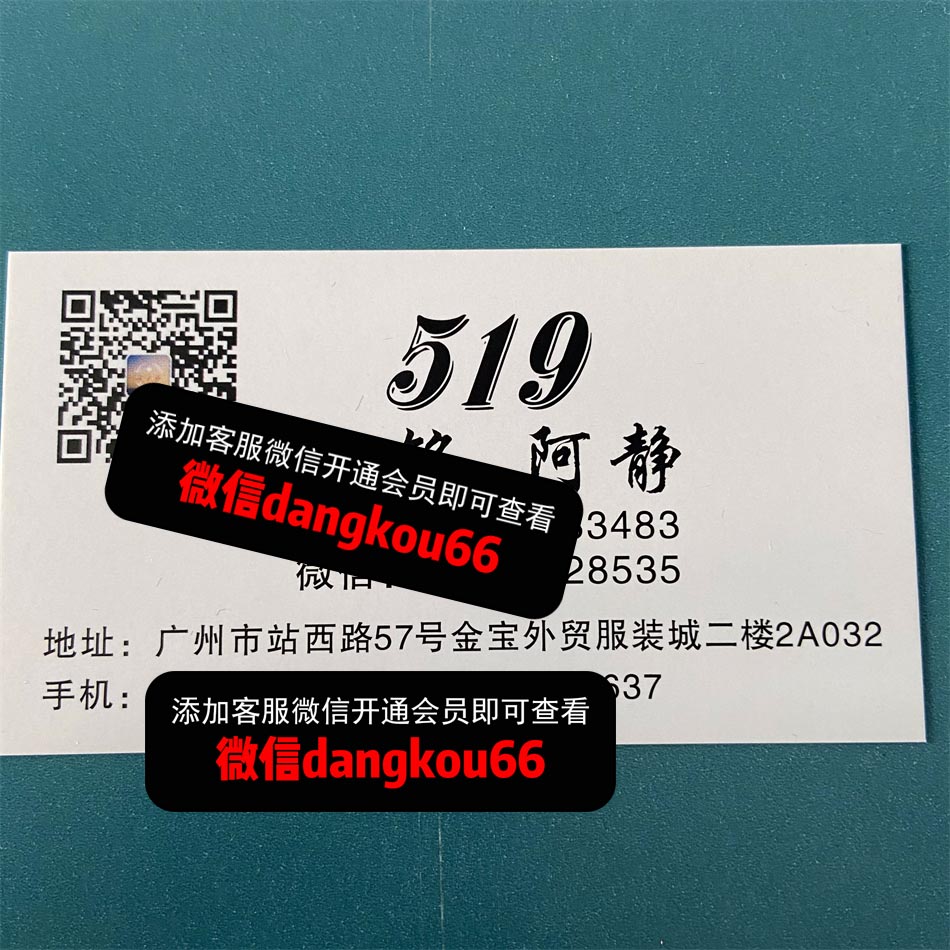 519
阿静
添加客服微信开通会员即可查看
微信dangkou66
33483
微信:
28535
地址：广州市站西路57号金宝外贸服装城二楼2A032
手机：
637
添加客服微信开通会员即可查看
微信dangkou66